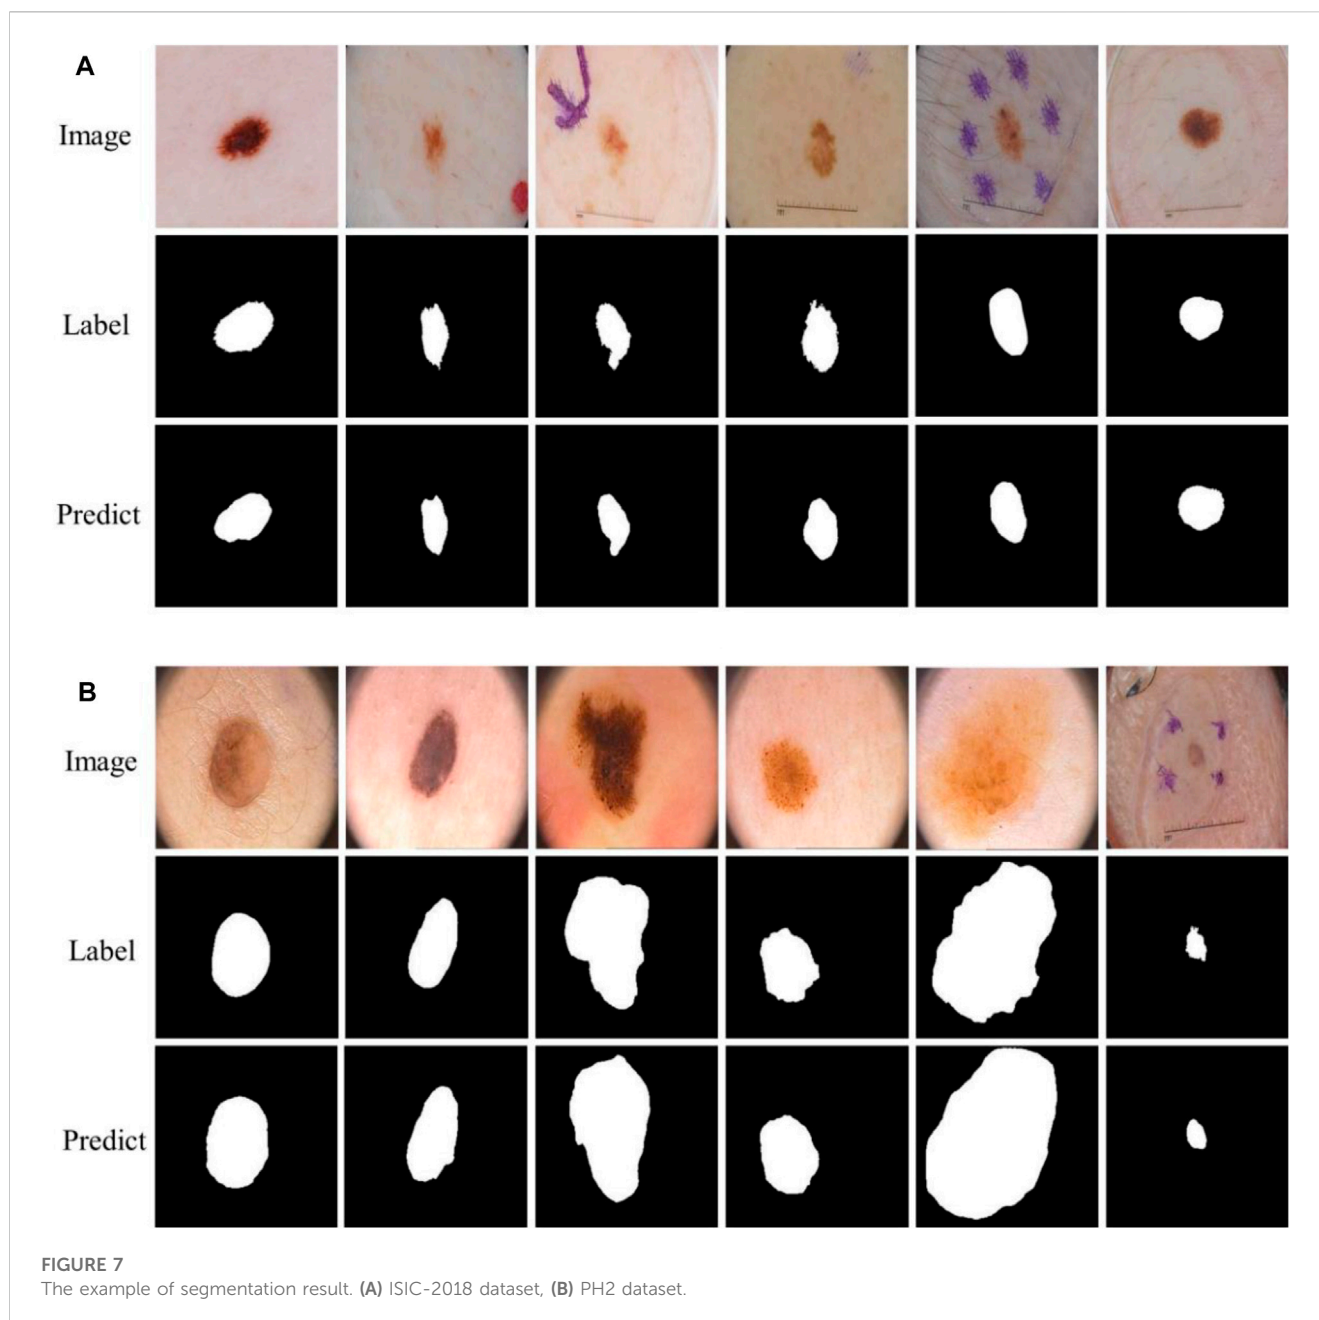 A
Image
Label
Predict
B
Image
Label
Predict
FIGURE 7
The example of segmentation result. (A) ISIC-2018 dataset, (B) PH2 dataset.